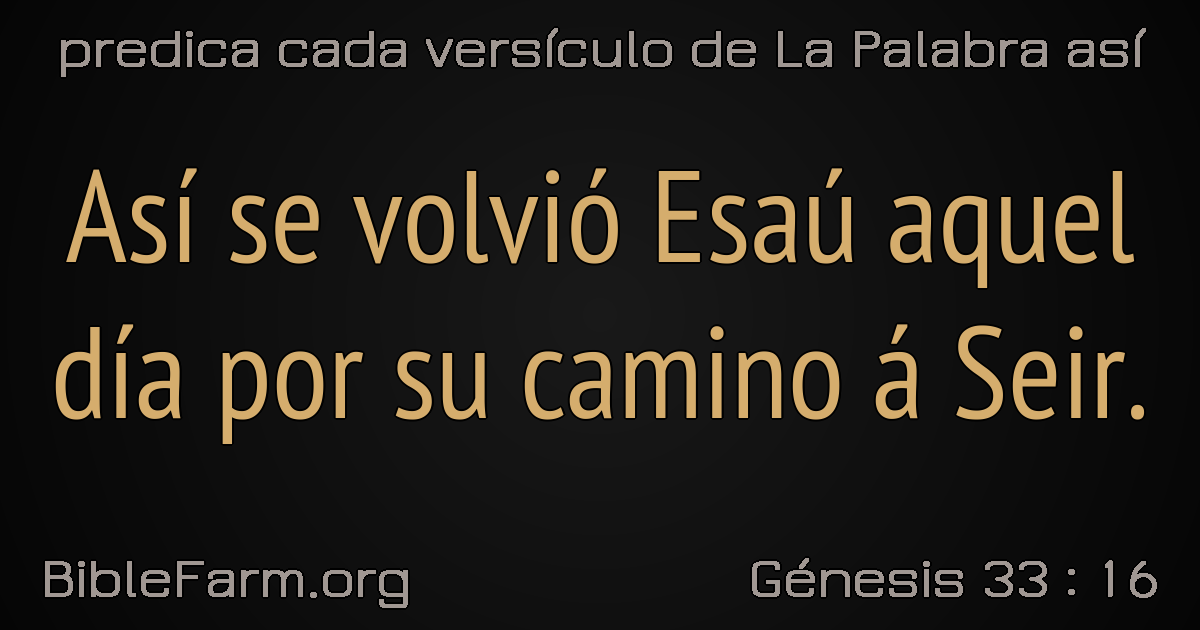 predica cada versículo de La Palabra así
Así se volvió Esaú aquel
día por su camino á Seir.
BibleFarm.org
Génesis 33 : 16